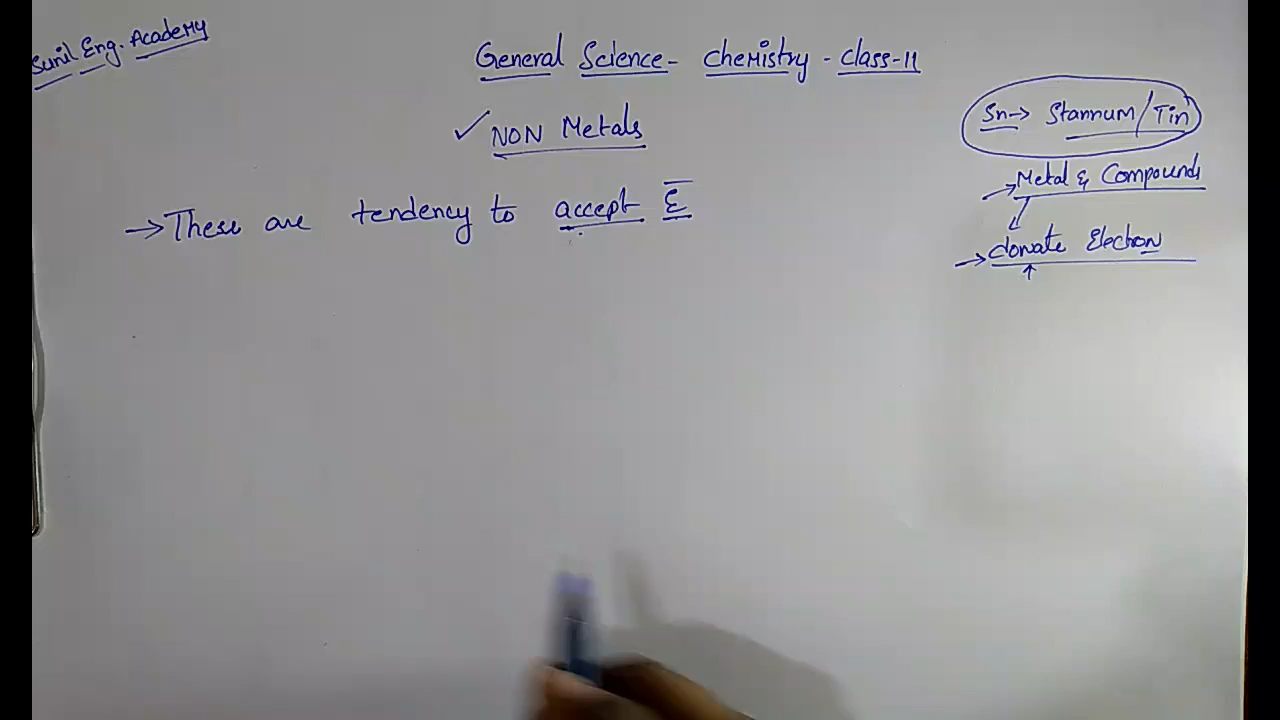 Sunil Eng. Academy
General Science - Chemistry - Class-11
✓ NON Metals
→ These are tendency to accept ē
Sn → Stannum/Tin
→ Metal & Compounds
→ donate Electron